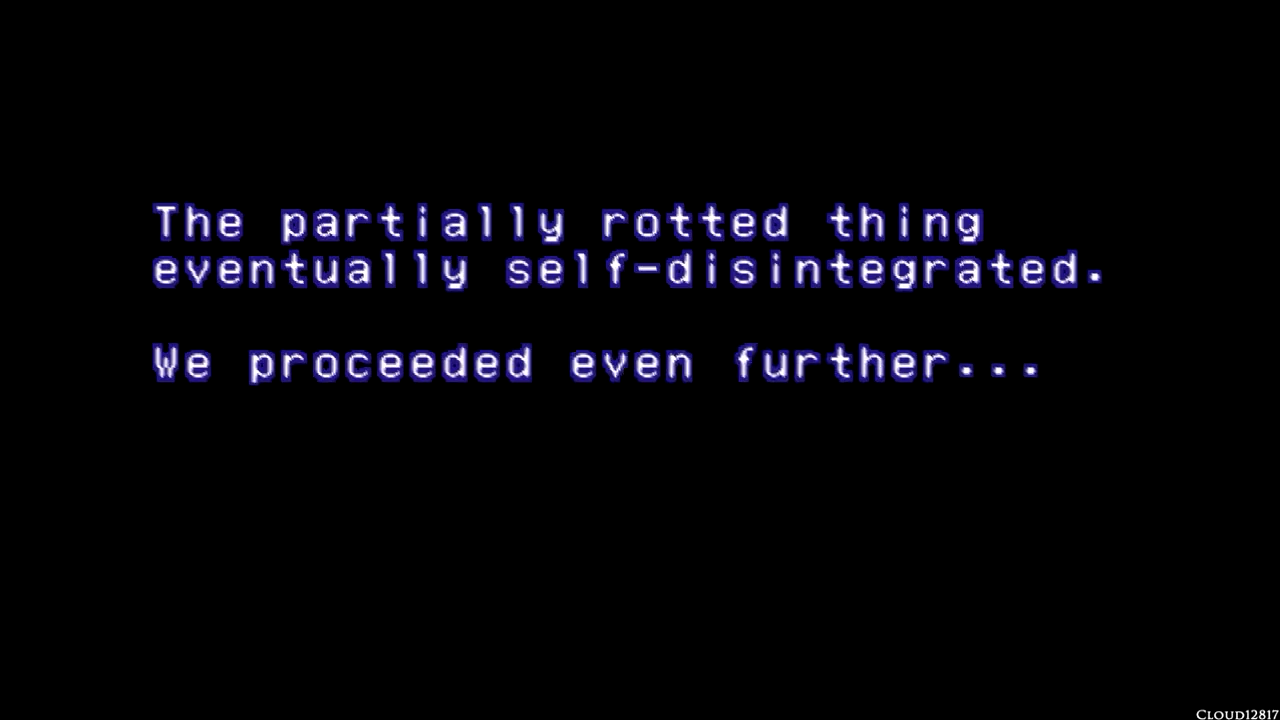 The partially rotted thing
eventually self-disintegrated.
We proceeded even further...
Cloud12817